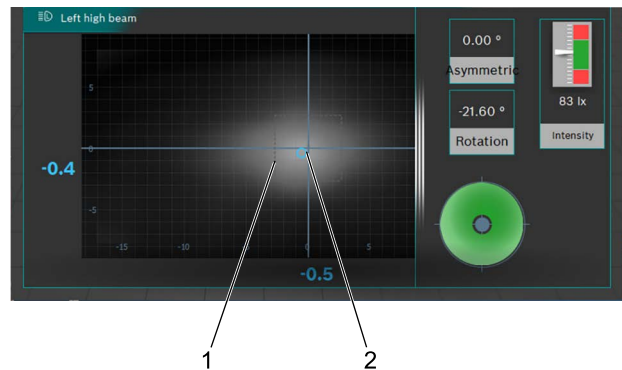 Left high beam
0.00 °
Asymmetric
-21.60 °
Rotation
83 lx
Intensity
5
0
-5
-0.4
-15
-10
0
5
-0.5
1
2